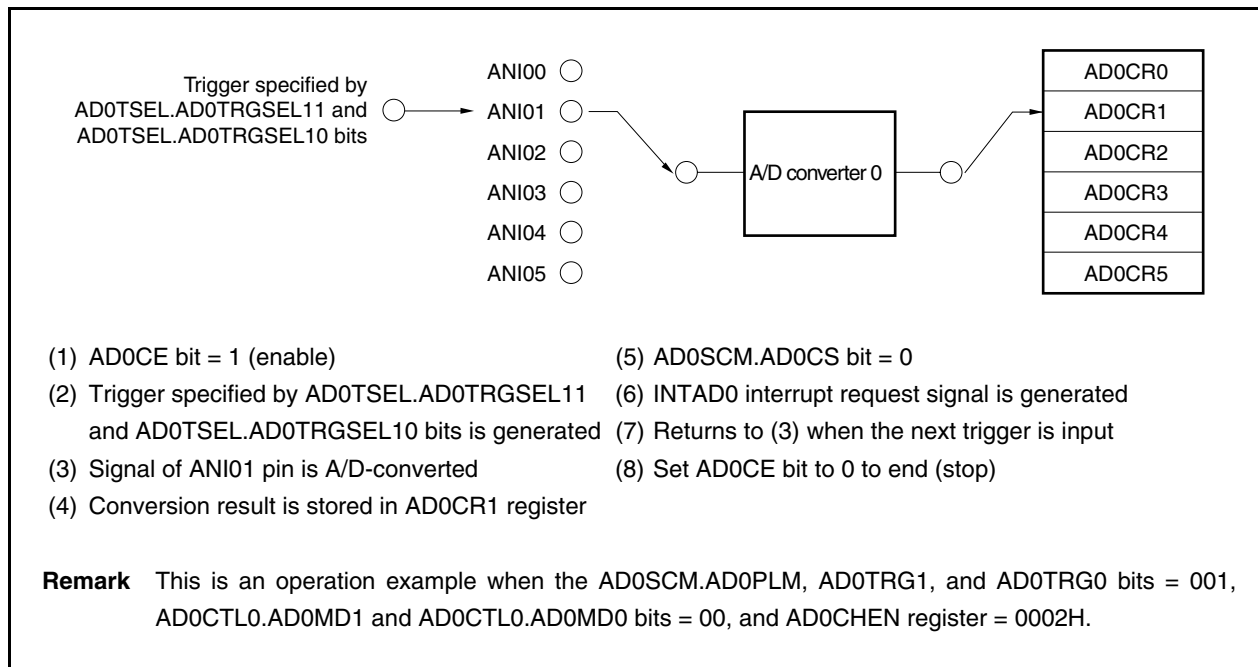 Trigger specified by
AD0TSEL.AD0TRGSEL11 and
AD0TSEL.AD0TRGSEL10 bits
ANI00
ANI01
ANI02
ANI03
ANI04
ANI05
A/D converter 0
AD0CR0
AD0CR1
AD0CR2
AD0CR3
AD0CR4
AD0CR5
(1) AD0CE bit = 1 (enable)
(2) Trigger specified by AD0TSEL.AD0TRGSEL11
and AD0TSEL.AD0TRGSEL10 bits is generated
(3) Signal of ANI01 pin is A/D-converted
(4) Conversion result is stored in AD0CR1 register
(5) AD0SCM.AD0CS bit = 0
(6) INTAD0 interrupt request signal is generated
(7) Returns to (3) when the next trigger is input
(8) Set AD0CE bit to 0 to end (stop)
Remark This is an operation example when the AD0SCM.AD0PLM, AD0TRG1, and AD0TRG0 bits = 001,
AD0CTL0.AD0MD1 and AD0CTL0.AD0MD0 bits = 00, and AD0CHEN register = 0002H.